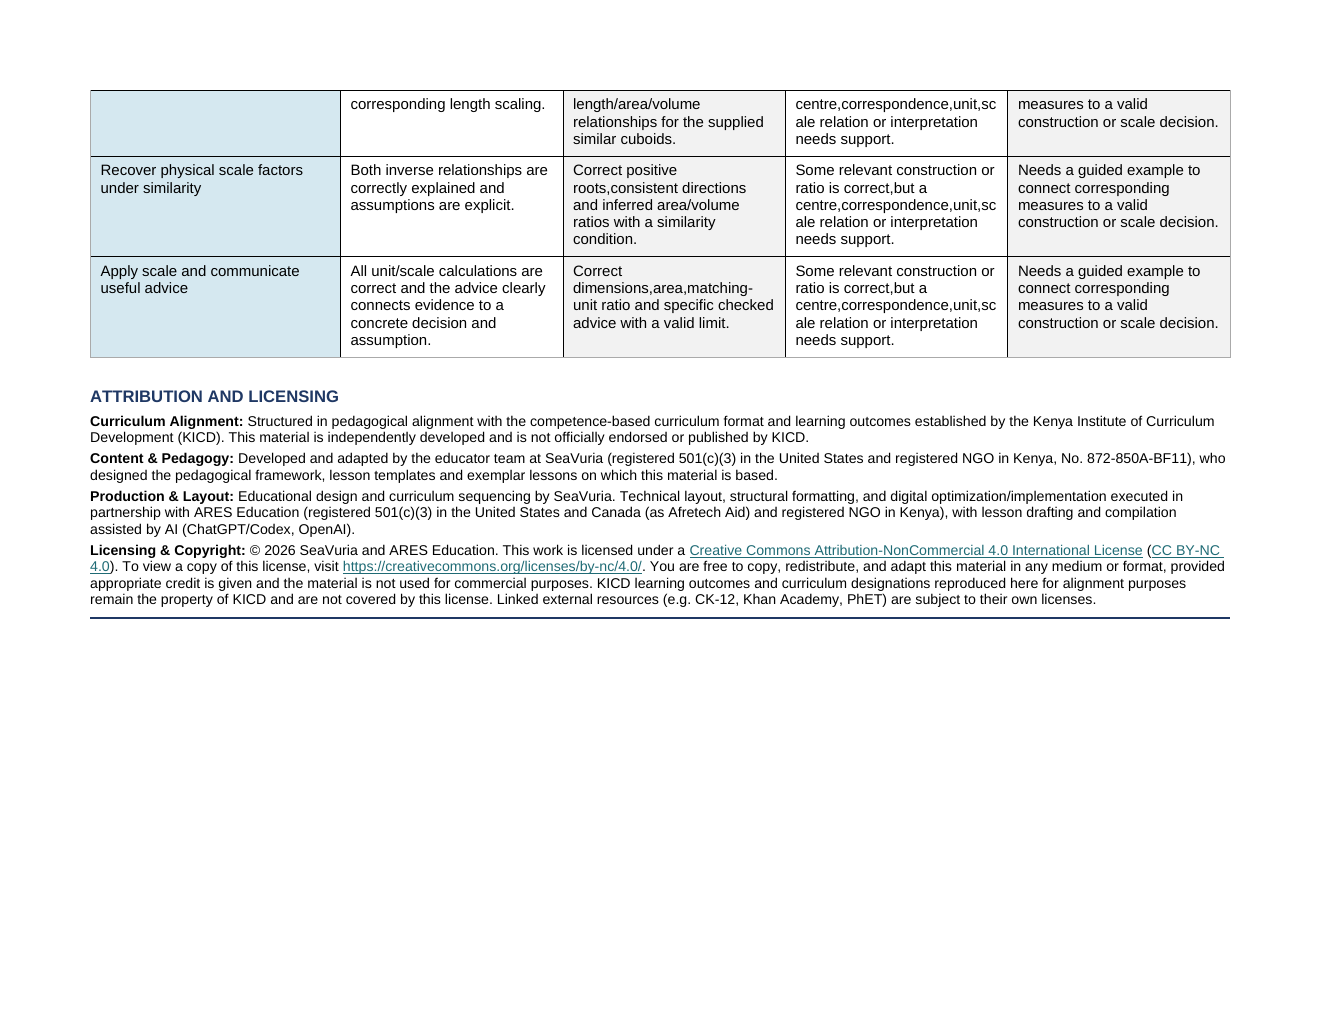 corresponding length scaling.
length/area/volume
relationships for the supplied
similar cuboids.
centre,correspondence,unit,sc
ale relation or interpretation
needs support.
measures to a valid
construction or scale decision.
Recover physical scale factors
under similarity
Both inverse relationships are
correctly explained and
assumptions are explicit.
Correct positive
roots,consistent directions
and inferred area/volume
ratios with a similarity
condition.
Some relevant construction or
ratio is correct,but a
centre,correspondence,unit,sc
ale relation or interpretation
needs support.
Needs a guided example to
connect corresponding
measures to a valid
construction or scale decision.
Apply scale and communicate
useful advice
All unit/scale calculations are
correct and the advice clearly
connects evidence to a
concrete decision and
assumption.
Correct
dimensions,area,matching-
unit ratio and specific checked
advice with a valid limit.
Some relevant construction or
ratio is correct,but a
centre,correspondence,unit,sc
ale relation or interpretation
needs support.
Needs a guided example to
connect corresponding
measures to a valid
construction or scale decision.
ATTRIBUTION AND LICENSING
Curriculum Alignment: Structured in pedagogical alignment with the competence-based curriculum format and learning outcomes established by the Kenya Institute of Curriculum
Development (KICD). This material is independently developed and is not officially endorsed or published by KICD.
Content & Pedagogy: Developed and adapted by the educator team at SeaVuria (registered 501(c)(3) in the United States and registered NGO in Kenya, No. 872-850A-BF11), who
designed the pedagogical framework, lesson templates and exemplar lessons on which this material is based.
Production & Layout: Educational design and curriculum sequencing by SeaVuria. Technical layout, structural formatting, and digital optimization/implementation executed in
partnership with ARES Education (registered 501(c)(3) in the United States and Canada (as Afretech Aid) and registered NGO in Kenya), with lesson drafting and compilation
assisted by AI (ChatGPT/Codex, OpenAI).
Licensing & Copyright: © 2026 SeaVuria and ARES Education. This work is licensed under a Creative Commons Attribution-NonCommercial 4.0 International License (CC BY-NC
4.0). To view a copy of this license, visit https://creativecommons.org/licenses/by-nc/4.0/. You are free to copy, redistribute, and adapt this material in any medium or format, provided
appropriate credit is given and the material is not used for commercial purposes. KICD learning outcomes and curriculum designations reproduced here for alignment purposes
remain the property of KICD and are not covered by this license. Linked external resources (e.g. CK-12, Khan Academy, PhET) are subject to their own licenses.